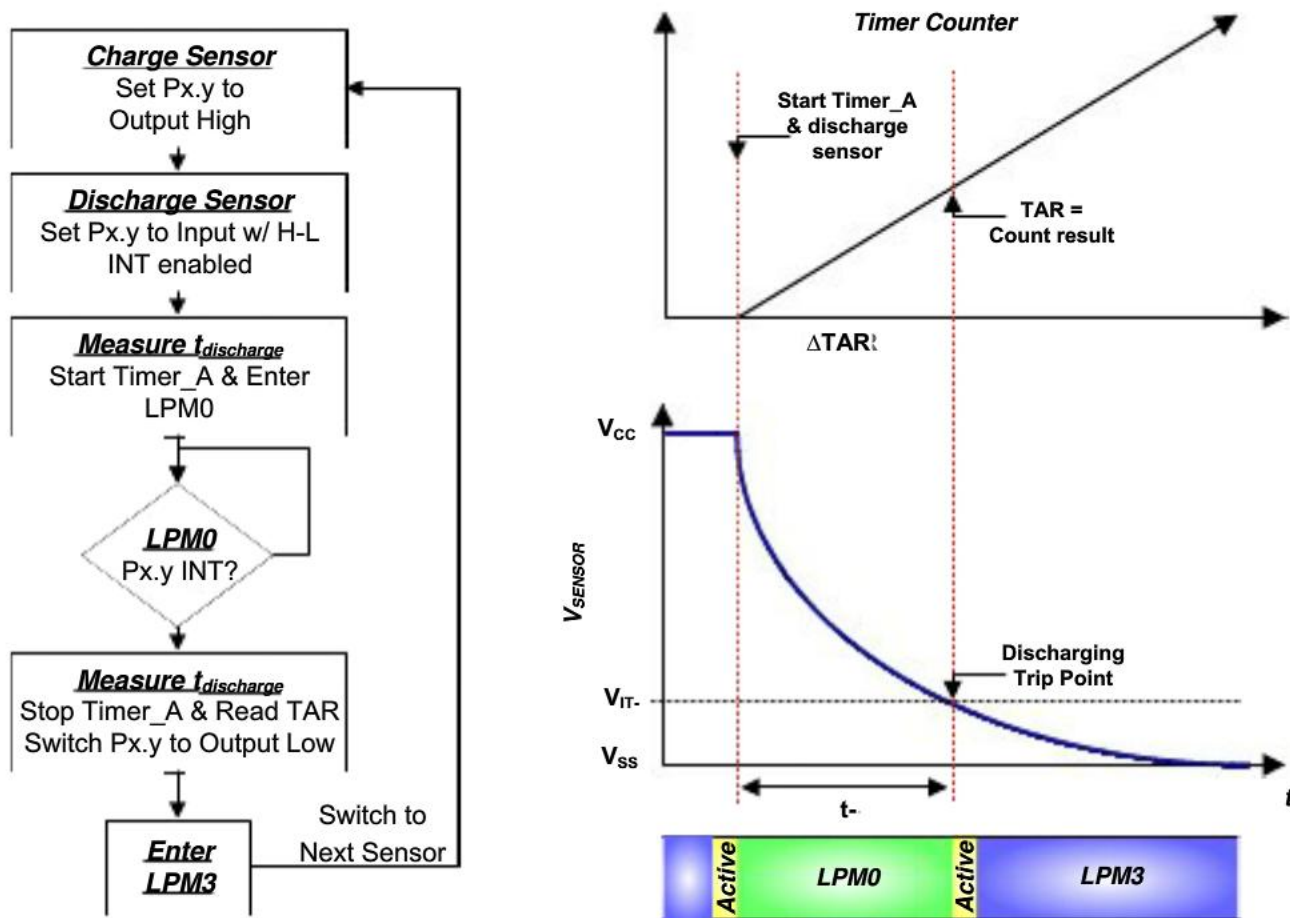 Charge Sensor
Set Px.y to
Output High
Discharge Sensor
Set Px.y to Input w/ H-L
INT enabled
Measure tdischarge
Start Timer_A & Enter
LPM0
LPM0
Px.y INT?
Measure tdischarge
Stop Timer_A & Read TAR
Switch Px.y to Output Low
Enter
LPM3
Switch to
Next Sensor
Timer Counter
Start Timer_A
& discharge
sensor
TAR =
Count result
ΔTAR
VCC
VSENSOR
Discharging
Trip Point
VIT-
VSS
t
t-
Active
LPM0
Active
LPM3